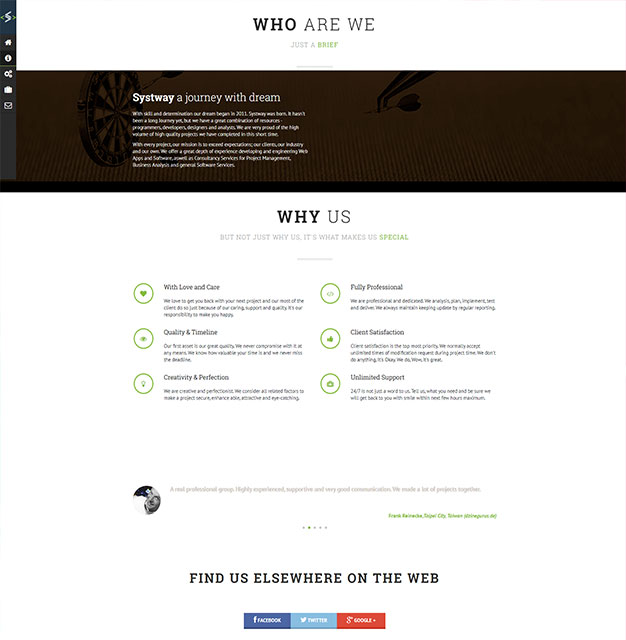 WHO ARE WE
JUST A BRIEF
Systway a journey with dream
With skill and determination our dream began in 2011. Systway was born. It hasn't
been a long journey yet, but we have a great combination of resources -
programmers, developers, designers and analysts. We are very proud of the high
volume of high quality projects we have completed in this short time.
With every project, our mission is to exceed expectations; our clients, our industry
and our own. We offer a great depth of experience developing and engineering Web
Apps and Software, aswell as Consultancy Services for Project Management,
Business Analysis and general Software Services.
WHY US
BUT NOT JUST WHY US, IT'S WHAT MAKES US SPECIAL
With Love and Care
We love to get you back with your next project and our most of the
client do so just because of our caring, support and quality. It's our
responsibility to make you happy.
Fully Professional
We are professional and dedicated. We analysis, plan, implement, test
and deliver. We always maintain keeping update by regular reporting.
Quality & Timeline
Our first asset is our great quality. We never compromise with it at
any means. We know how valuable your time is and we never miss
the deadline.
Client Satisfaction
Client satisfaction is the top most priority. We normally accept
unlimited times of modification request during project time. We don't
do anything, It's Okay. We do, Wow, It's great.
Creativity & Perfection
We are creative and perfectionist. We consider all related factors to
make a project secure, enhance able, attractive and eye-catching.
Unlimited Support
24/7 is not just a word to us. Tell us, what you need and be sure we
will get back to you with smile within next few hours maximum.
A real professional group. Highly experienced, supportive and very good communication. We made a lot of projects together.
Frank Reinecke, Taipei City, Taiwan (dzinegurus.de)
FIND US ELSEWHERE ON THE WEB
FACEBOOK
TWITTER
GOOGLE +